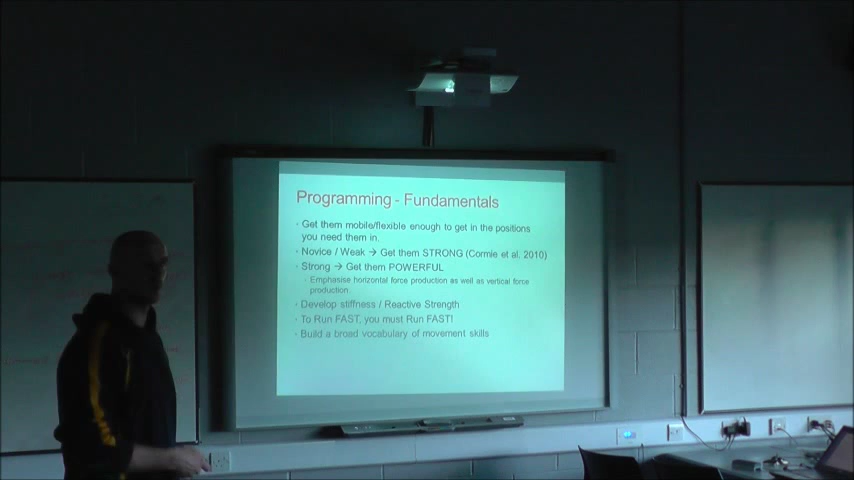 Programming - Fundamentals
· Get them mobile/flexible enough to get in the positions
you need them in.
· Novice / Weak → Get them STRONG (Cormie et al. 2010)
· Strong → Get them POWERFUL
· Emphasise horizontal force production as well as vertical force
production.
· Develop stiffness / Reactive Strength
· To Run FAST, you must Run FAST!
· Build a broad vocabulary of movement skills